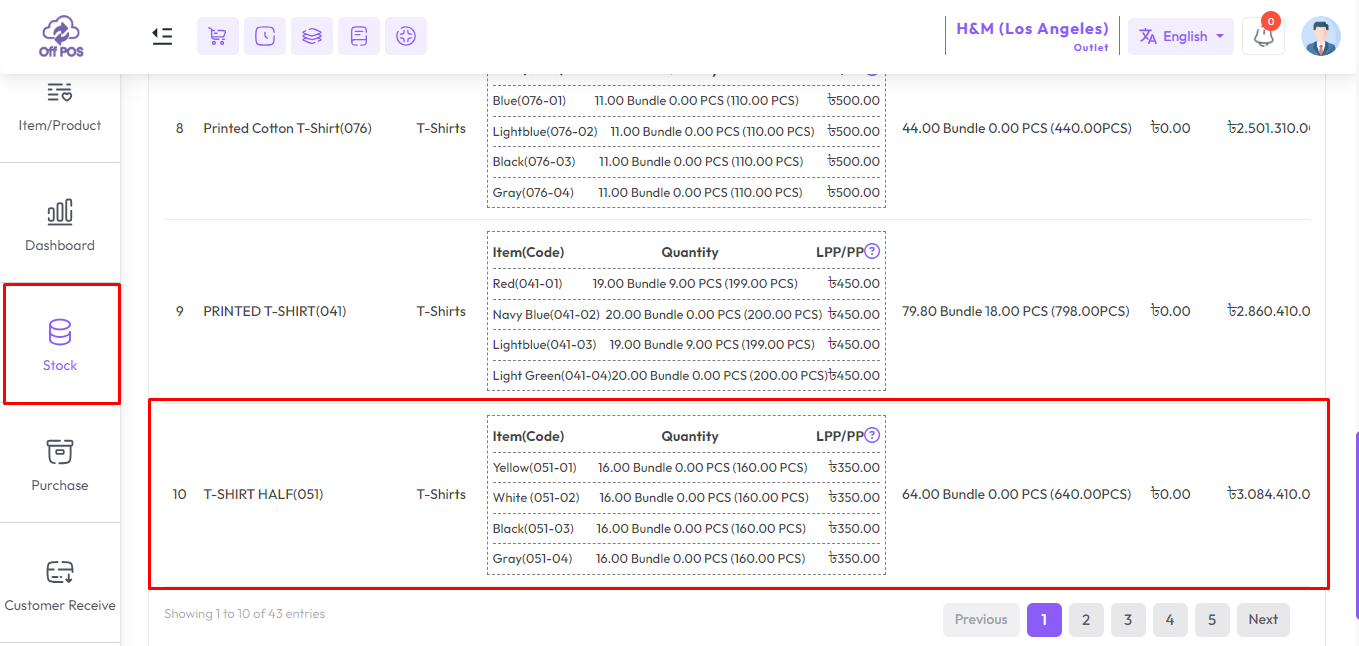 Off POS
H&M (Los Angeles)
Outlet
English
0
Item/Product
Dashboard
Stock
Purchase
Customer Receive
Blue(076-01) 11.00 Bundle 0.00 PCS (110.00 PCS) ৳500.00
8 Printed Cotton T-Shirt(076) T-Shirts Lightblue(076-02) 11.00 Bundle 0.00 PCS (110.00 PCS) ৳500.00 44.00 Bundle 0.00 PCS (440.00PCS) ৳0.00 ৳2.501.310.0
Black(076-03) 11.00 Bundle 0.00 PCS (110.00 PCS) ৳500.00
Gray(076-04) 11.00 Bundle 0.00 PCS (110.00 PCS) ৳500.00
Item(Code) Quantity LPP/PP ?
Red(041-01) 19.00 Bundle 9.00 PCS (199.00 PCS) ৳450.00
9 PRINTED T-SHIRT(041) T-Shirts Navy Blue(041-02) 20.00 Bundle 0.00 PCS (200.00 PCS) ৳450.00 79.80 Bundle 18.00 PCS (798.00PCS) ৳0.00 ৳2.860.410.0
Lightblue(041-03) 19.00 Bundle 9.00 PCS (199.00 PCS) ৳450.00
Light Green(041-04)20.00 Bundle 0.00 PCS (200.00 PCS)৳450.00
Item(Code) Quantity LPP/PP ?
Yellow(051-01) 16.00 Bundle 0.00 PCS (160.00 PCS) ৳350.00
10 T-SHIRT HALF(051) T-Shirts White (051-02) 16.00 Bundle 0.00 PCS (160.00 PCS) ৳350.00 64.00 Bundle 0.00 PCS (640.00PCS) ৳0.00 ৳3.084.410.0
Black(051-03) 16.00 Bundle 0.00 PCS (160.00 PCS) ৳350.00
Gray(051-04) 16.00 Bundle 0.00 PCS (160.00 PCS) ৳350.00
Showing 1 to 10 of 43 entries
Previous 1 2 3 4 5 Next